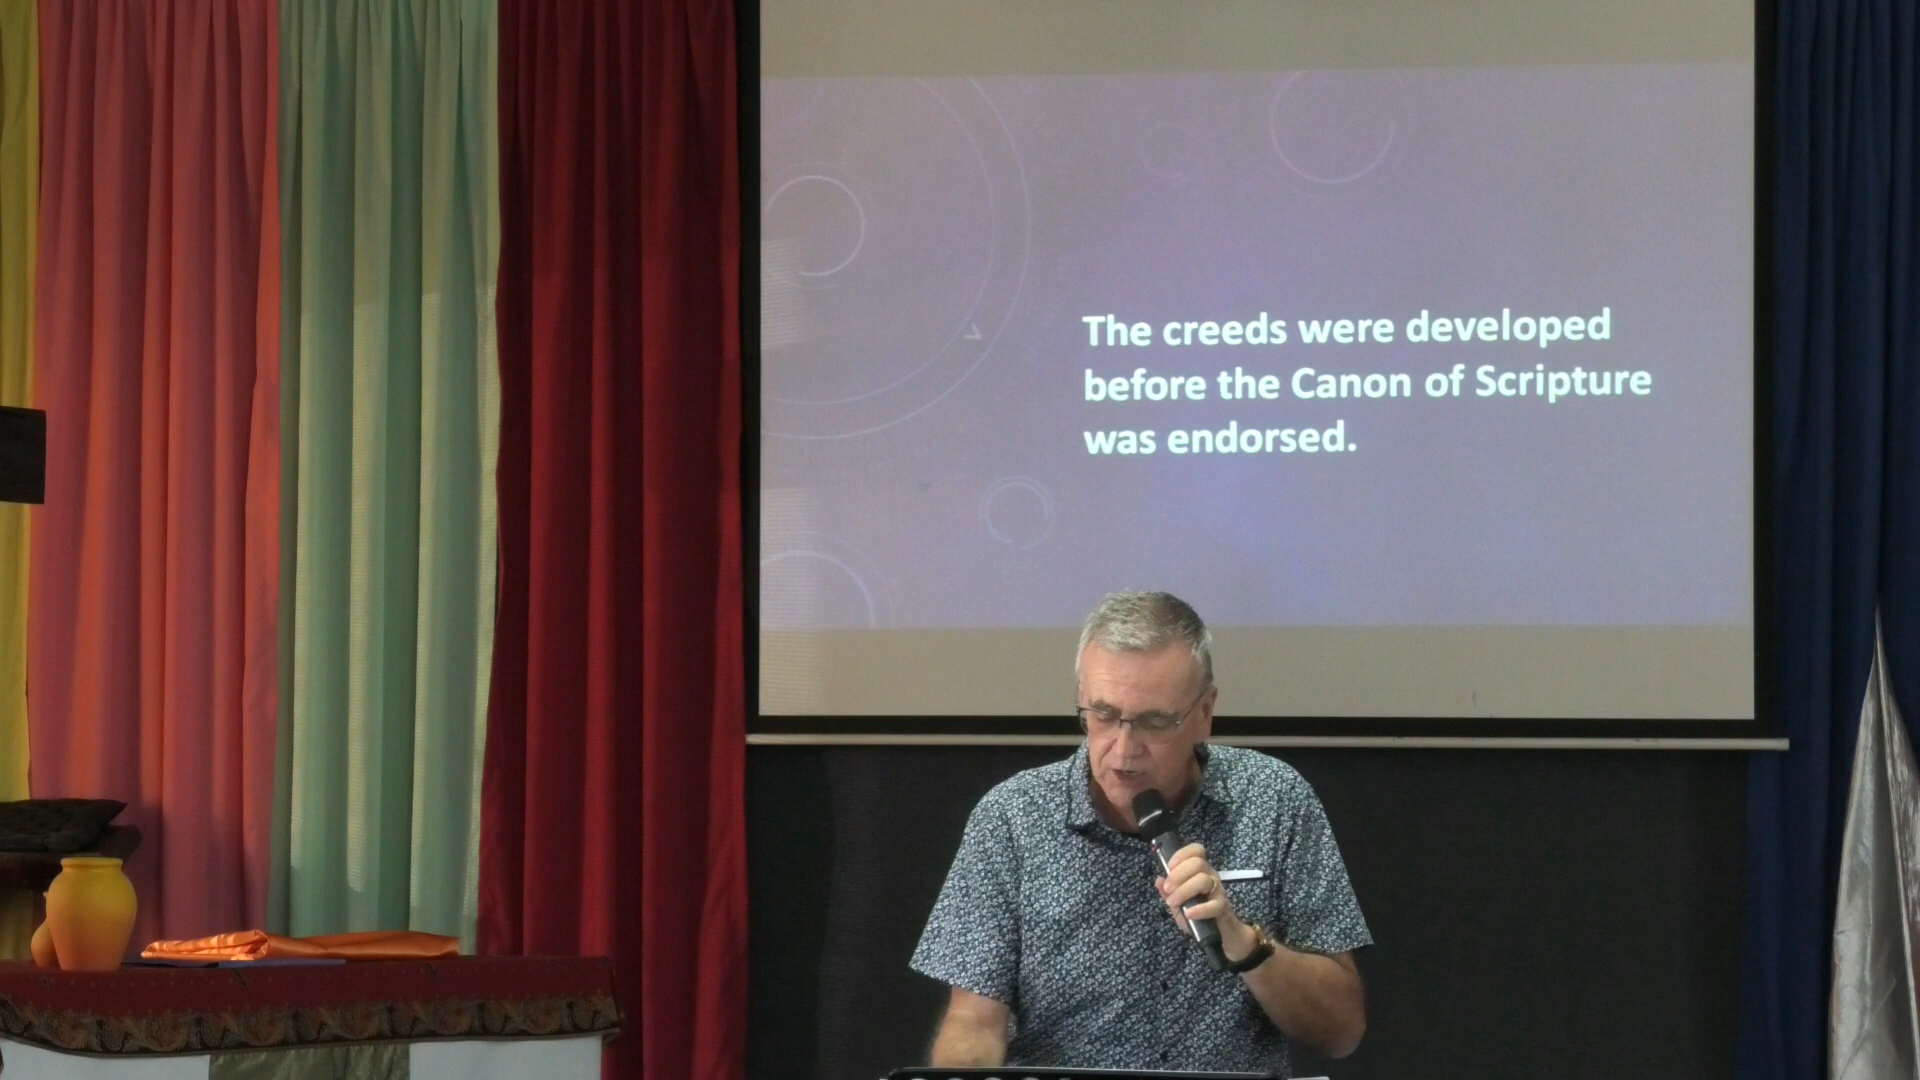 The creeds were developed
before the Canon of Scripture
was endorsed.